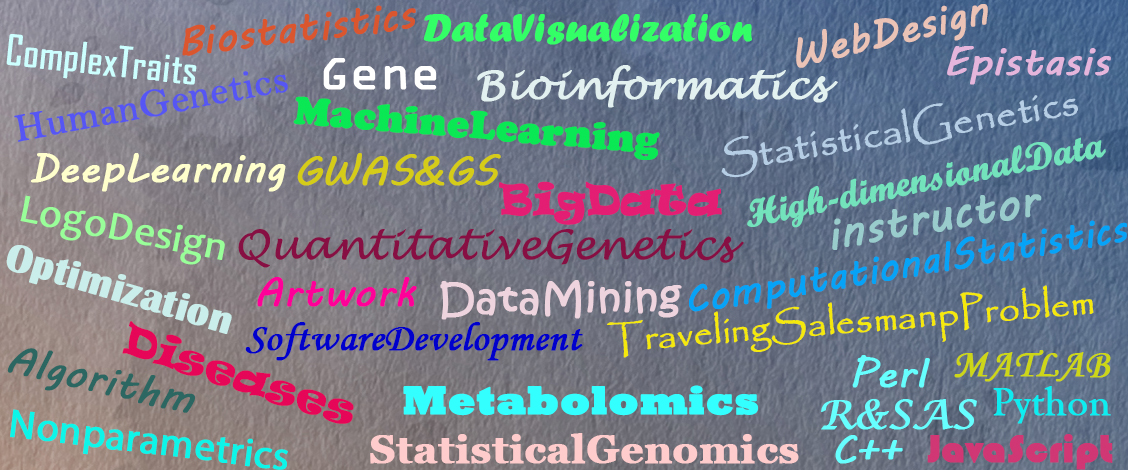 Biostatistics
DataVisualization
WebDesign
ComplexTraits
Gene
Bioinformatics
Epistasis
HumanGenetics
MachineLearning
StatisticalGenetics
DeepLearning
GWAS&GS
BigData
High-dimensionalData
LogoDesign
QuantitativeGenetics
instructor
Optimization
Artwork
DataMining
ComputationalStatistics
Diseases
SoftwareDevelopment
TravelingSalesmanpProblem
Algorithm
Perl
MATLAB
Metabolomics
R&SAS
Python
Nonparametrics
StatisticalGenomics
C++
JavaScript